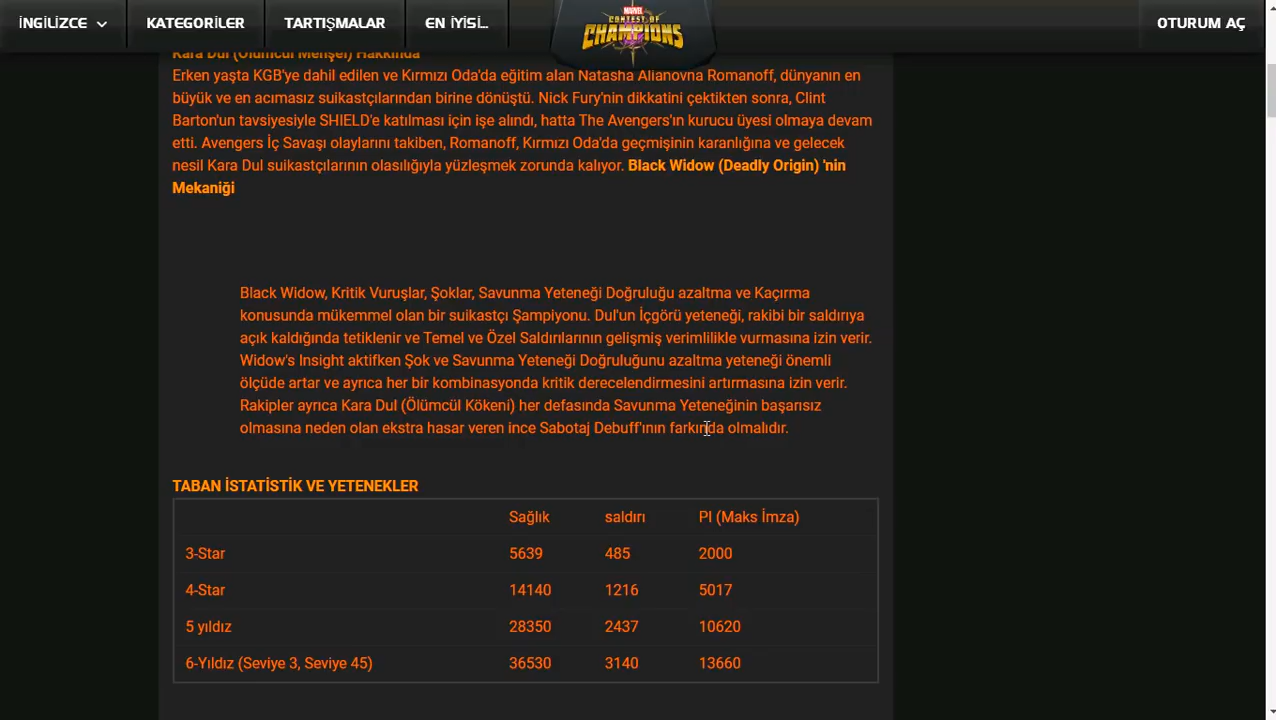 İNGİLİZCE
KATEGORİLER
TARTIŞMALAR
EN İYİSİ..
MARVEL
CONTEST OF
CHAMPIONS
OTURUM AÇ
Kara Dul (Ölümcül Menşei) Hakkında
Erken yaşta KGB'ye dahil edilen ve Kırmızı Oda'da eğitim alan Natasha Alianovna Romanoff, dünyanın en
büyük ve en acımasız suikastçılarından birine dönüştü. Nick Fury'nin dikkatini çektikten sonra, Clint
Barton'un tavsiyesiyle SHIELD'e katılması için işe alındı, hatta The Avengers'ın kurucu üyesi olmaya devam
etti. Avengers İç Savaşı olaylarını takiben, Romanoff, Kırmızı Oda'da geçmişinin karanlığına ve gelecek
nesil Kara Dul suikastçılarının olasılığıyla yüzleşmek zorunda kalıyor. Black Widow (Deadly Origin) 'nin
Mekaniği
Black Widow, Kritik Vuruşlar, Şoklar, Savunma Yeteneği Doğruluğu azaltma ve Kaçırma
konusunda mükemmel olan bir suikastçı Şampiyonu. Dul'un İçgörü yeteneği, rakibi bir saldırıya
açık kaldığında tetiklenir ve Temel ve Özel Saldırılarının gelişmiş verimlilikle vurmasına izin verir.
Widow's Insight aktifken Şok ve Savunma Yeteneği Doğruluğunu azaltma yeteneği önemli
ölçüde artar ve ayrıca her bir kombinasyonda kritik derecelendirmesini artırmasına izin verir.
Rakipler ayrıca Kara Dul (Ölümcül Kökeni) her defasında Savunma Yeteneğinin başarısız
olmasına neden olan ekstra hasar veren ince Sabotaj Debuff'ının farkında olmalıdır.
TABAN İSTATİSTİK VE YETENEKLER
Sağlık saldırı PI (Maks İmza)
3-Star 5639 485 2000
4-Star 14140 1216 5017
5 yıldız 28350 2437 10620
6-Yıldız (Seviye 3, Seviye 45) 36530 3140 13660